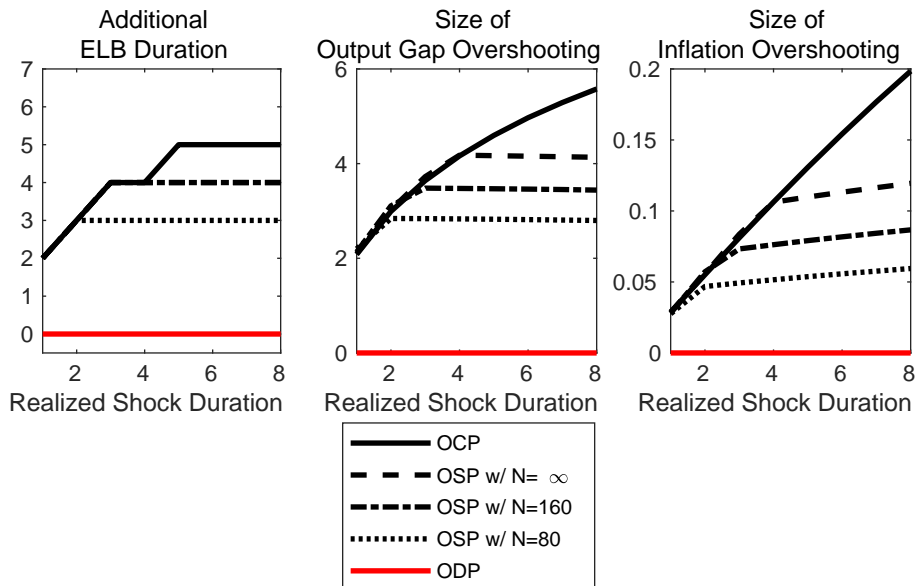 Additional
ELB Duration
7
6
5
4
3
2
1
0
2
4
6
8
Realized Shock Duration
Size of
Output Gap Overshooting
6
4
2
0
2
4
6
8
Realized Shock Duration
Size of
Inflation Overshooting
0.2
0.15
0.1
0.05
0
2
4
6
8
Realized Shock Duration
OCP
OSP w/ N= ∞
OSP w/ N=160
OSP w/ N=80
ODP